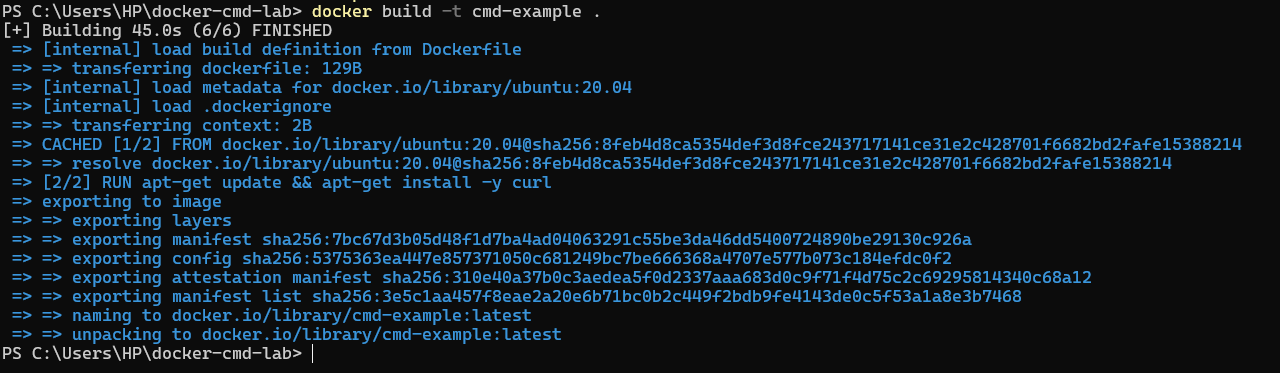 PS C:\Users\HP\docker-cmd-lab> docker build -t cmd-example .
[+] Building 45.0s (6/6) FINISHED
=> [internal] load build definition from Dockerfile
=> => transferring dockerfile: 129B
=> [internal] load metadata for docker.io/library/ubuntu:20.04
=> [internal] load .dockerignore
=> => transferring context: 2B
=> CACHED [1/2] FROM docker.io/library/ubuntu:20.04@sha256:8feb4d8ca5354def3d8fce243717141ce31e2c428701f6682bd2fafe15388214
=> => resolve docker.io/library/ubuntu:20.04@sha256:8feb4d8ca5354def3d8fce243717141ce31e2c428701f6682bd2fafe15388214
=> [2/2] RUN apt-get update && apt-get install -y curl
=> exporting to image
=> => exporting layers
=> => exporting manifest sha256:7bc67d3b05d48f1d7ba4ad04063291c55be3da46dd5400724890be29130c926a
=> => exporting config sha256:5375363ea447e857371050c681249bc7be666368a4707e577b073c184efdc0f2
=> => exporting attestation manifest sha256:310e40a37b0c3aedea5f0d2337aaa683d0c9f71f4d75c2c69295814340c68a12
=> => exporting manifest list sha256:3e5c1aa457f8eae2a20e6b71bc0b2c449f2bdb9fe4143de0c5f53a1a8e3b7468
=> => naming to docker.io/library/cmd-example:latest
=> => unpacking to docker.io/library/cmd-example:latest
PS C:\Users\HP\docker-cmd-lab>